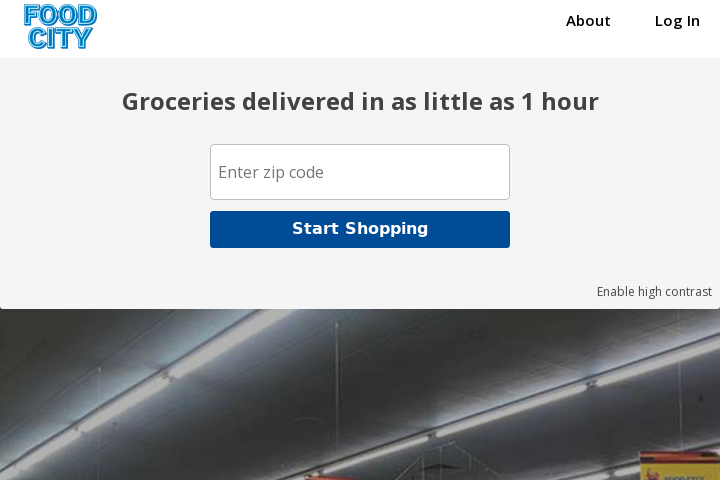 FOOD
CITY
About
Log In
Groceries delivered in as little as 1 hour
Enter zip code
Start Shopping
Enable high contrast